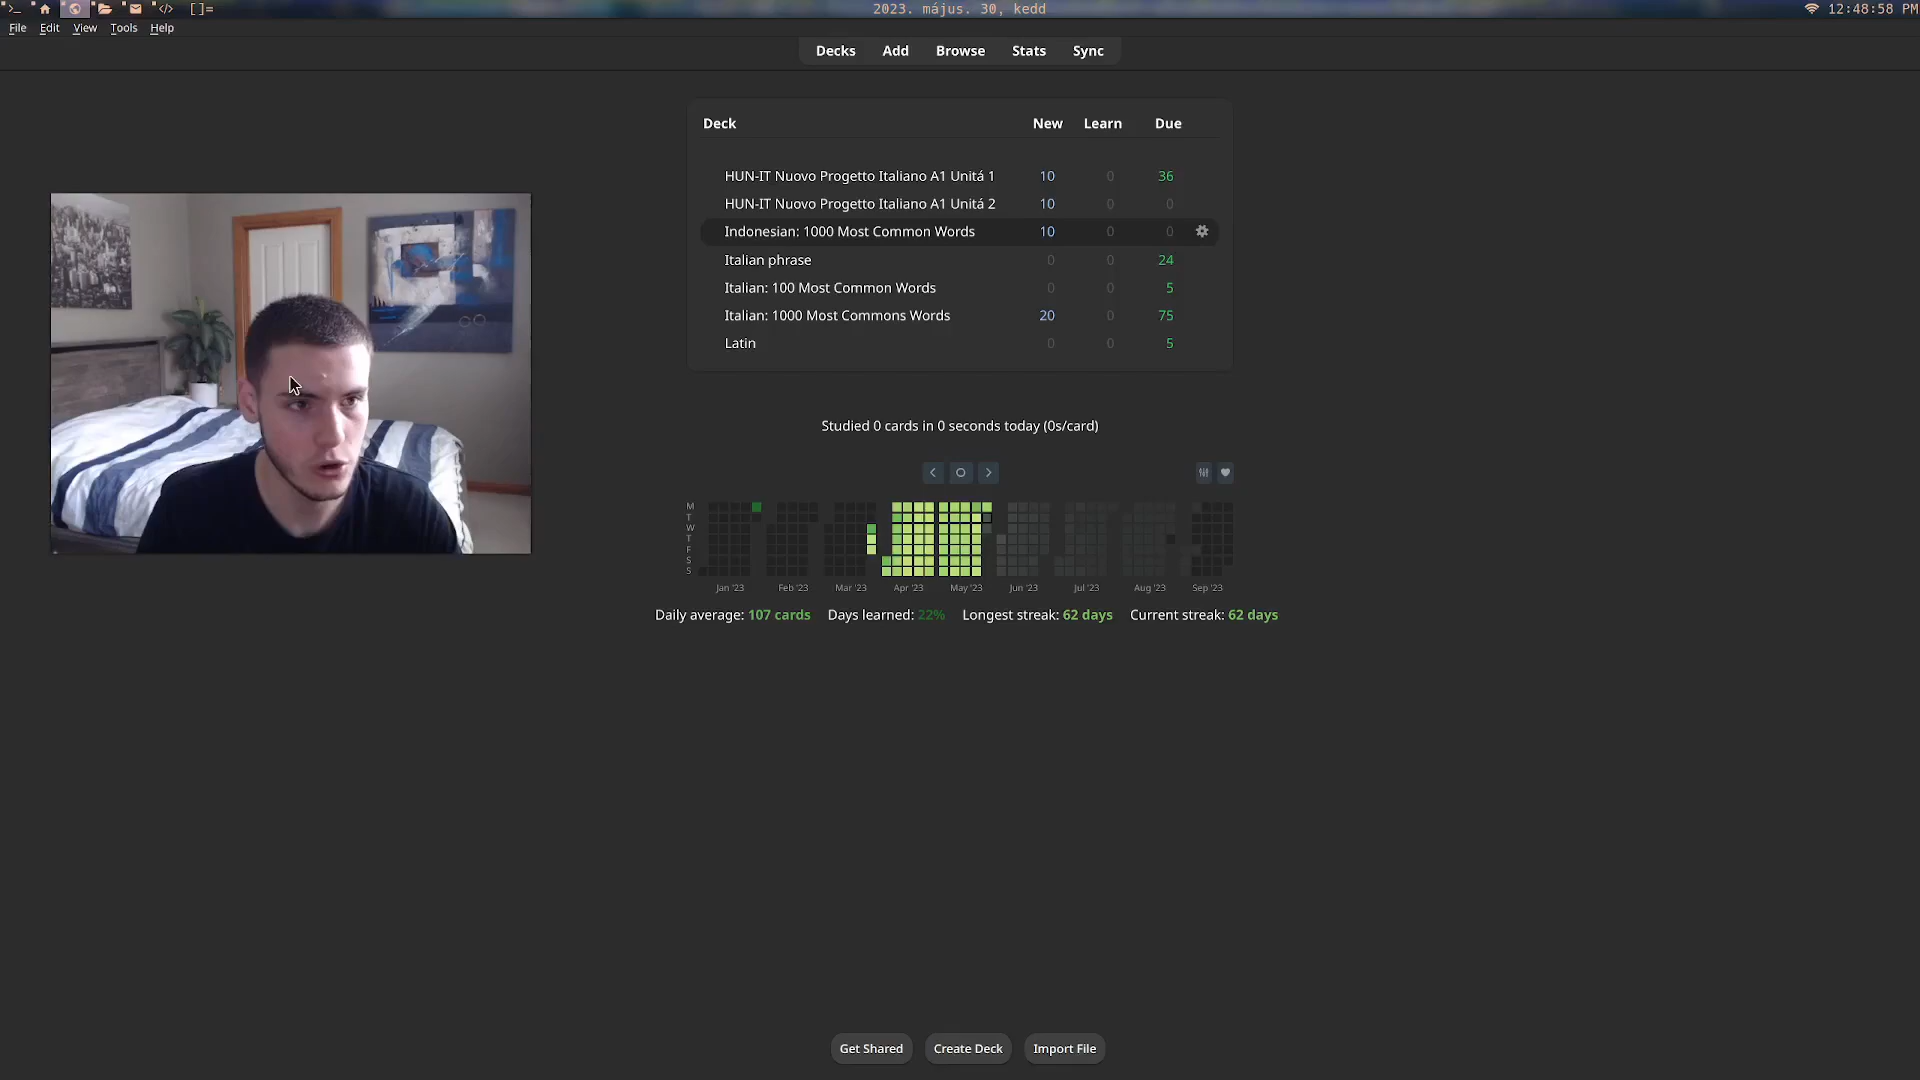 []= 2023. május. 30, kedd 12:48:58 PM
File Edit View Tools Help
Decks Add Browse Stats Sync
Deck New Learn Due
HUN-IT Nuovo Progetto Italiano A1 Unitá 1 10 0 36
HUN-IT Nuovo Progetto Italiano A1 Unitá 2 10 0 0
Indonesian: 1000 Most Common Words 10 0 0
Italian phrase 0 0 24
Italian: 100 Most Common Words 0 0 5
Italian: 1000 Most Commons Words 20 0 75
Latin 0 0 5
Studied 0 cards in 0 seconds today (0s/card)
M
T
W
T
F
S
S
Jan '23 Feb '23 Mar '23 Apr '23 May '23 Jun '23 Jul '23 Aug '23 Sep '23
Daily average: 107 cards Days learned: 22% Longest streak: 62 days Current streak: 62 days
Get Shared Create Deck Import File